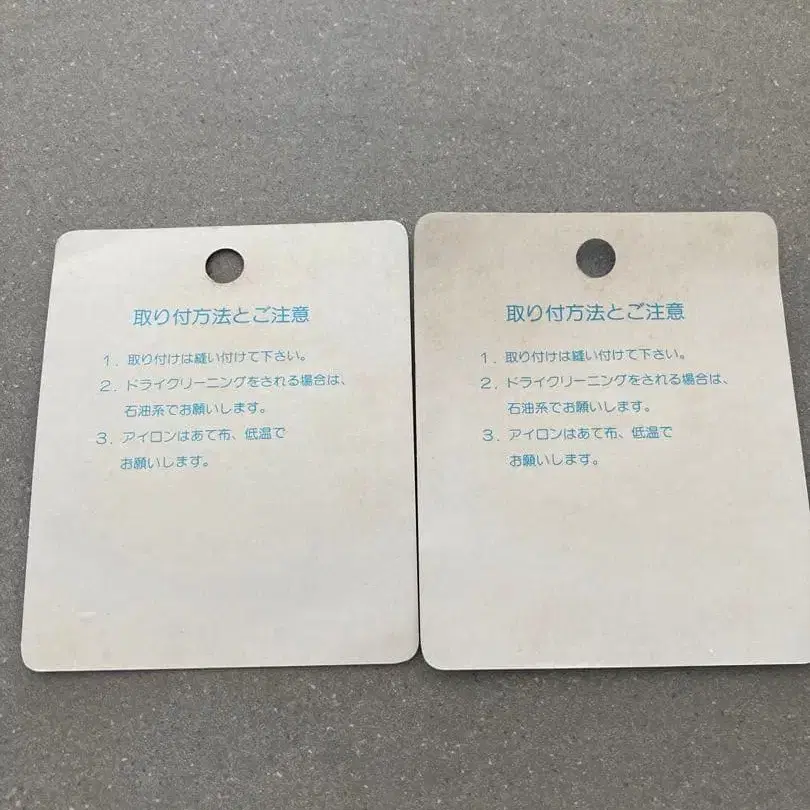 取り付方法とご注意
1．取り付けは縫い付けて下さい。
2．ドライクリーニングをされる場合は、
石油系でお願いします。
3．アイロンはあて布、低温で
お願いします。
取り付方法とご注意
1．取り付けは縫い付けて下さい。
2．ドライクリーニングをされる場合は、
石油系でお願いします。
3．アイロンはあて布、低温で
お願いします。